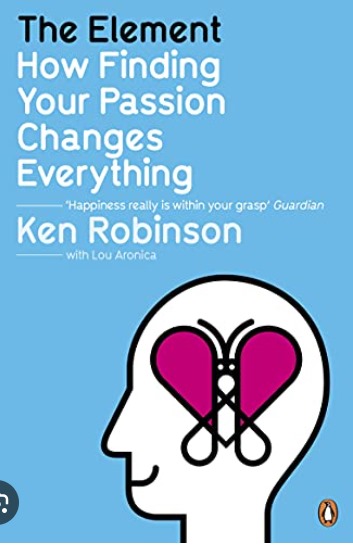 The Element
How Finding
Your Passion
Changes
Everything
'Happiness really is within your grasp' Guardian
Ken Robinson
with Lou Aronica